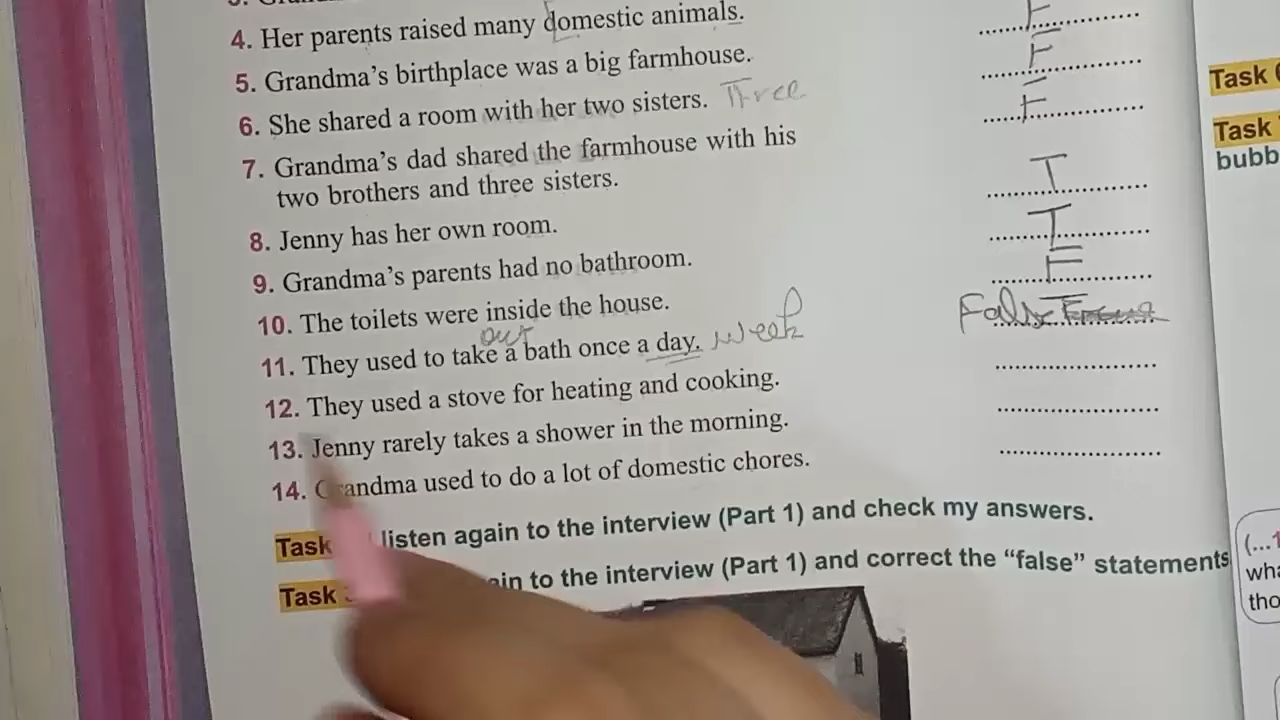 4. Her parents raised many domestic animals. F
5. Grandma's birthplace was a big farmhouse. F
6. She shared a room with her two sisters. Three F
7. Grandma's dad shared the farmhouse with his
two brothers and three sisters. T
8. Jenny has her own room. T
9. Grandma's parents had no bathroom. F
10. The toilets were inside the house. False
out
11. They used to take a bath once a day. week
12. They used a stove for heating and cooking.
13. Jenny rarely takes a shower in the morning.
14. Grandma used to do a lot of domestic chores.
Task listen again to the interview (Part 1) and check my answers.
Task to the interview (Part 1) and correct the "false" statements
Task
Task
bubb
(...1
wha
tho